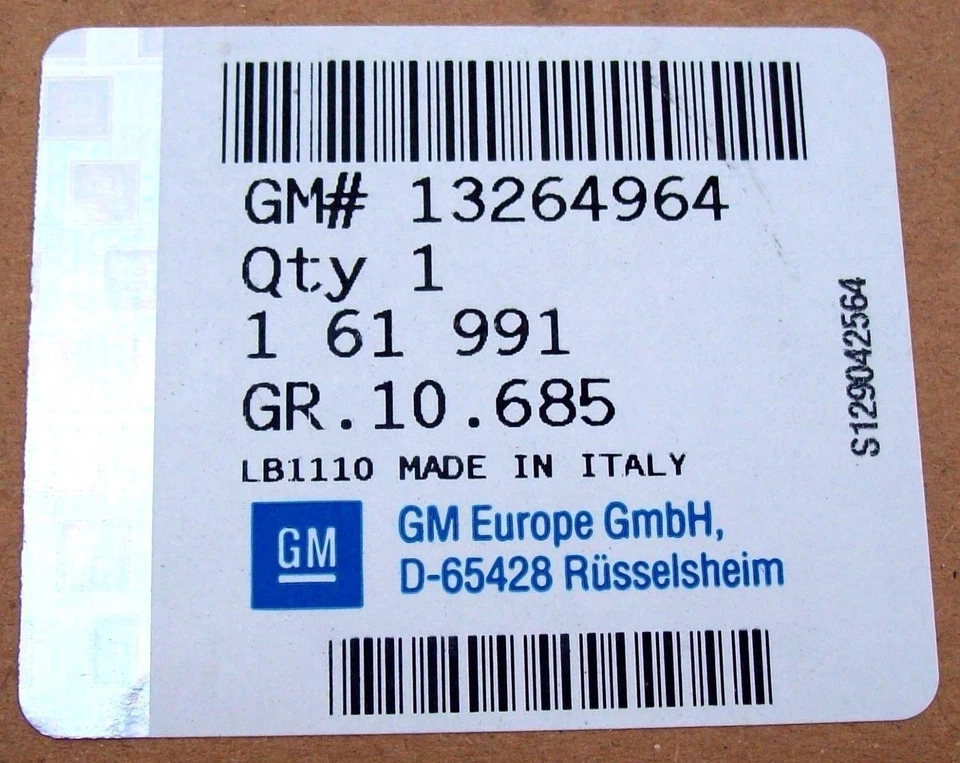 GM# 13264964
Qty 1
1 61 991
GR.10.685
LB1110 MADE IN ITALY
GM
GM Europe GmbH,
D-65428 Rüsselsheim
S129042564